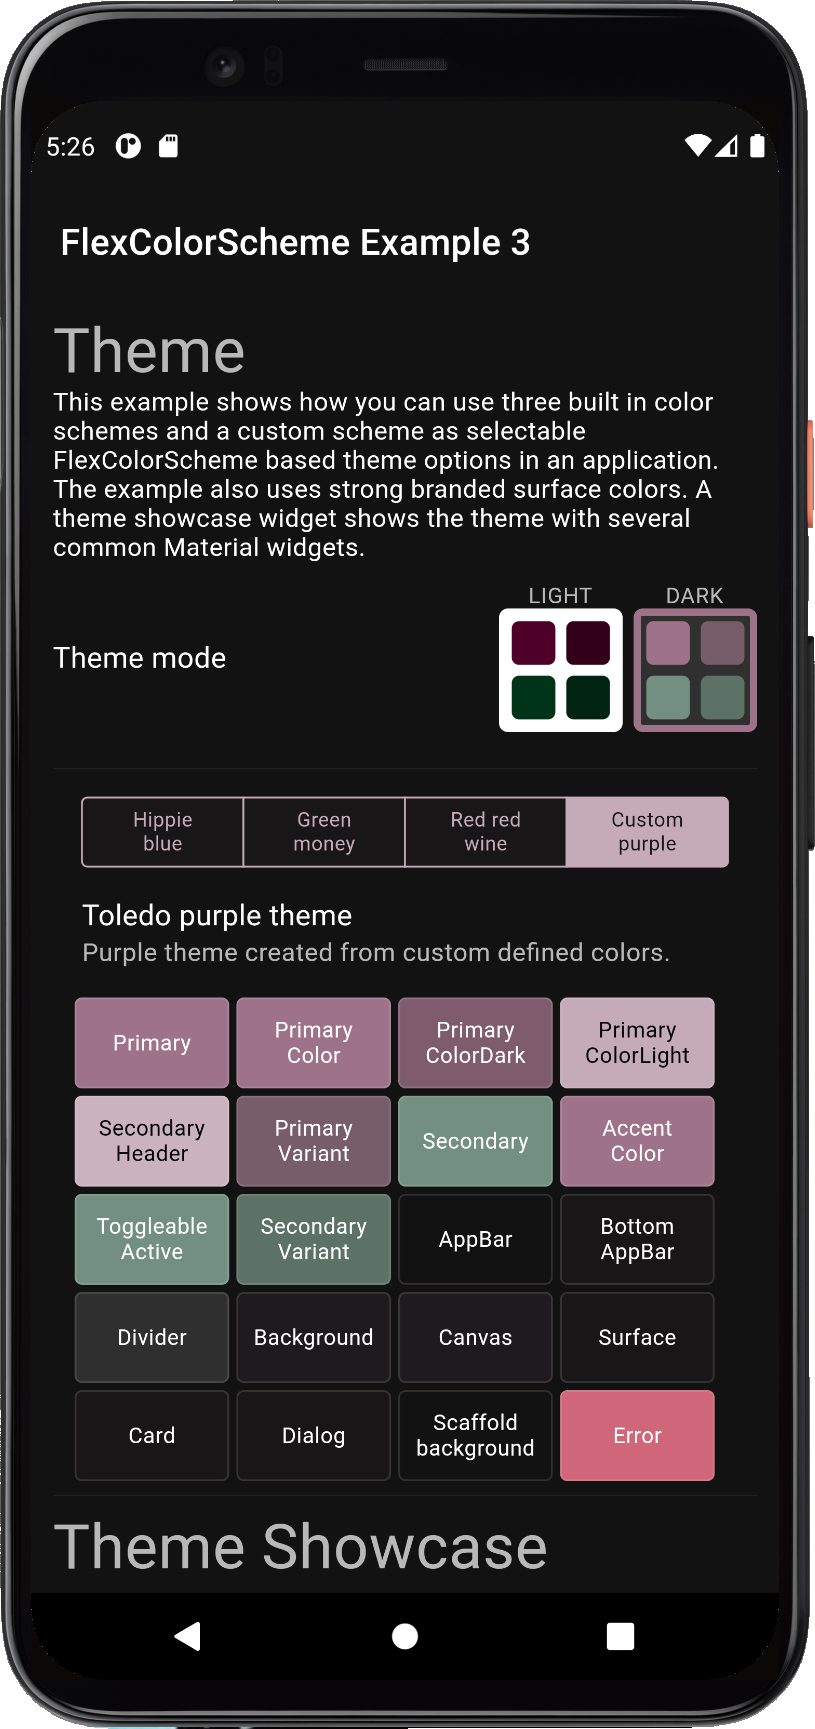 5:26
FlexColorScheme Example 3
Theme
This example shows how you can use three built in color
schemes and a custom scheme as selectable
FlexColorScheme based theme options in an application.
The example also uses strong branded surface colors. A
theme showcase widget shows the theme with several
common Material widgets.
LIGHT DARK
Theme mode
Hippie
blue
Green
money
Red red
wine
Custom
purple
Toledo purple theme
Purple theme created from custom defined colors.
Primary
Primary
Color
Primary
ColorDark
Primary
ColorLight
Secondary
Header
Primary
Variant
Secondary
Accent
Color
Toggleable
Active
Secondary
Variant
AppBar
Bottom
AppBar
Divider
Background
Canvas
Surface
Card
Dialog
Scaffold
background
Error
Theme Showcase